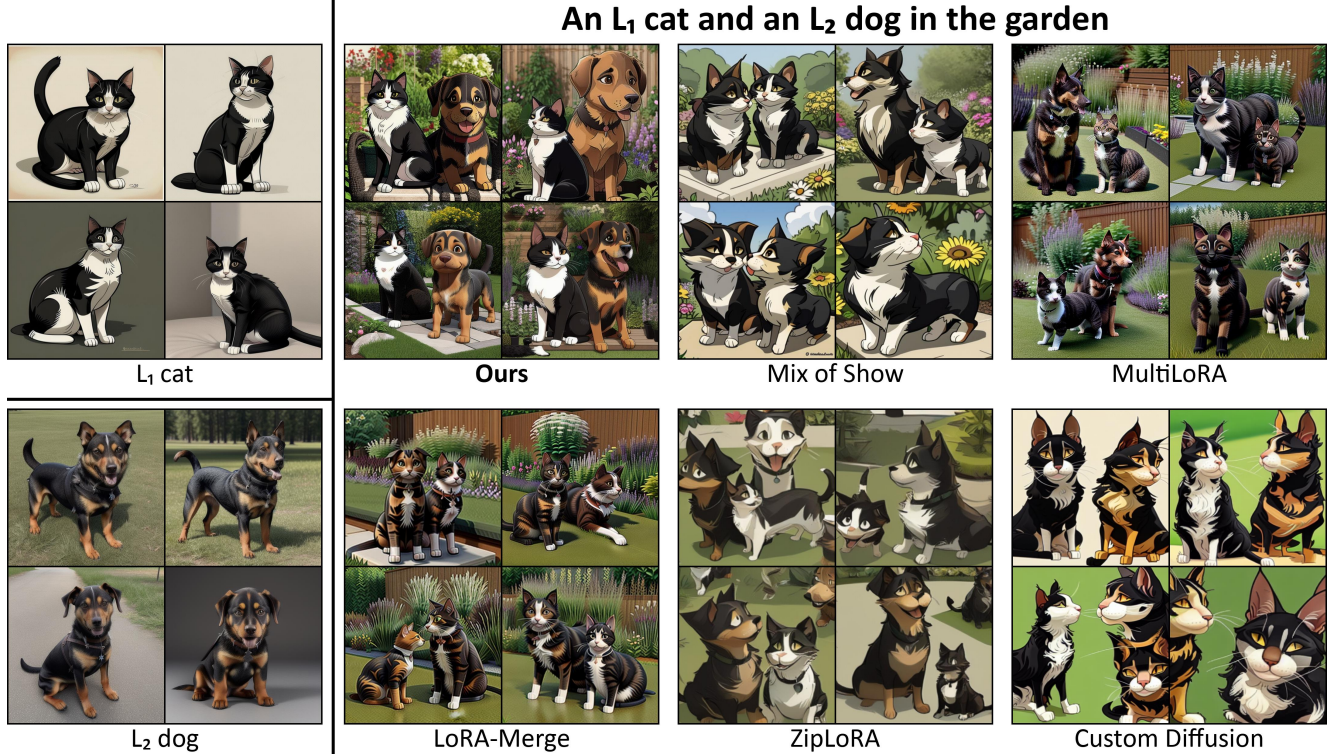 An L₁ cat and an L₂ dog in the garden
L₁ cat
Ours
Mix of Show
MultiLoRA
L₂ dog
LoRA-Merge
ZipLoRA
Custom Diffusion